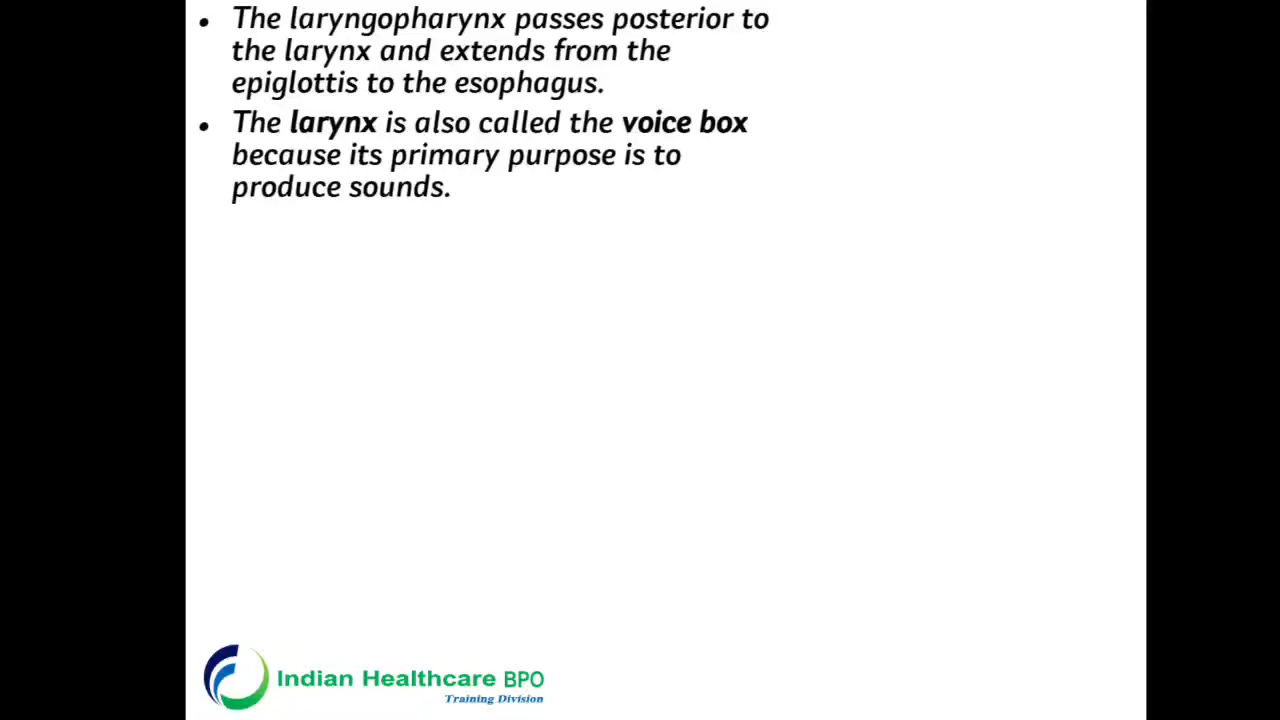 • The laryngopharynx passes posterior to
the larynx and extends from the
epiglottis to the esophagus.
• The larynx is also called the voice box
because its primary purpose is to
produce sounds.
Indian Healthcare BPO
Training Division